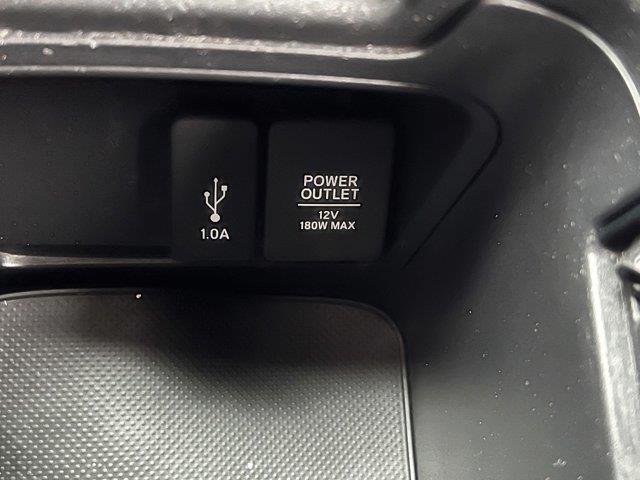 1.0A
POWER
OUTLET
12V
180W MAX